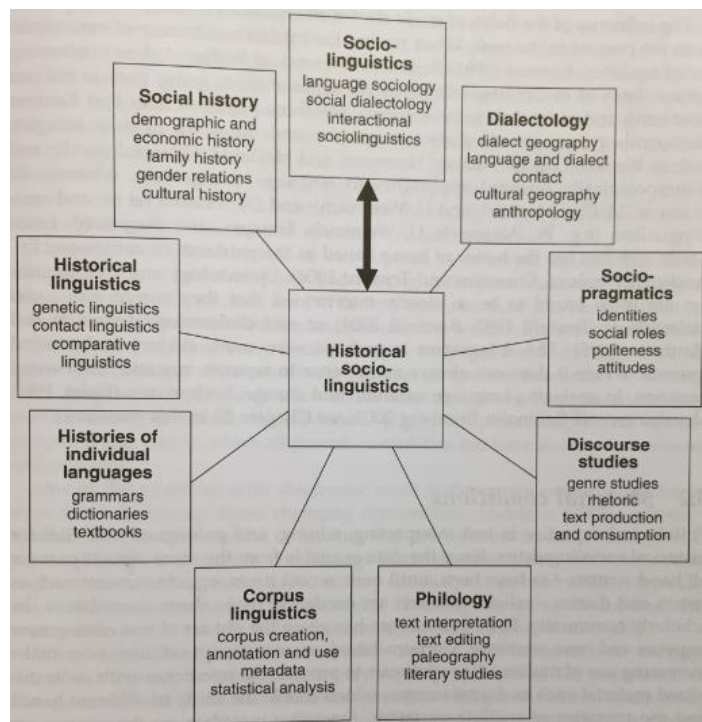 Socio-
linguistics
language sociology
social dialectology
interactional
sociolinguistics
Social history
demographic and
economic history
family history
gender relations
cultural history
Dialectology
dialect geography
language and dialect
contact
cultural geography
anthropology
Historical
linguistics
genetic linguistics
contact linguistics
comparative
linguistics
Historical
socio-
linguistics
Socio-
pragmatics
identities
social roles
politeness
attitudes
Histories of
individual
languages
grammars
dictionaries
textbooks
Discourse
studies
genre studies
rhetoric
text production
and consumption
Corpus
linguistics
corpus creation,
annotation and use
metadata
statistical analysis
Philology
text interpretation
text editing
paleography
literary studies